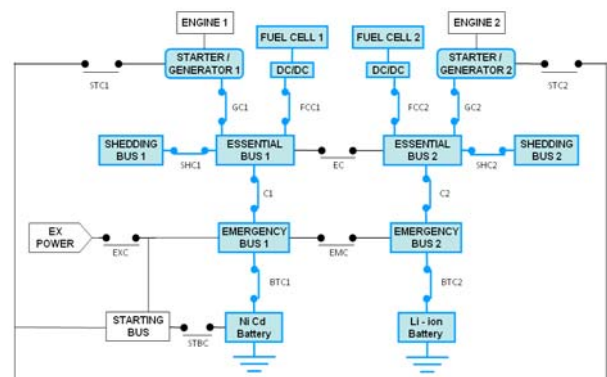 ENGINE 1
FUEL CELL 1
FUEL CELL 2
ENGINE 2
STARTER /
GENERATOR 1
DC/DC
DC/DC
STARTER /
GENERATOR 2
STC1
STC2
GC1
FCC1
FCC2
GC2
SHEDDING
BUS 1
ESSENTIAL
BUS 1
ESSENTIAL
BUS 2
SHEDDING
BUS 2
SHC1
EC
SHC2
C1
C2
EX
POWER
EMERGENCY
BUS 1
EMERGENCY
BUS 2
EXC
EMC
BTC1
BTC2
STARTING
BUS
Ni Cd
Battery
Li - ion
Battery
STBC